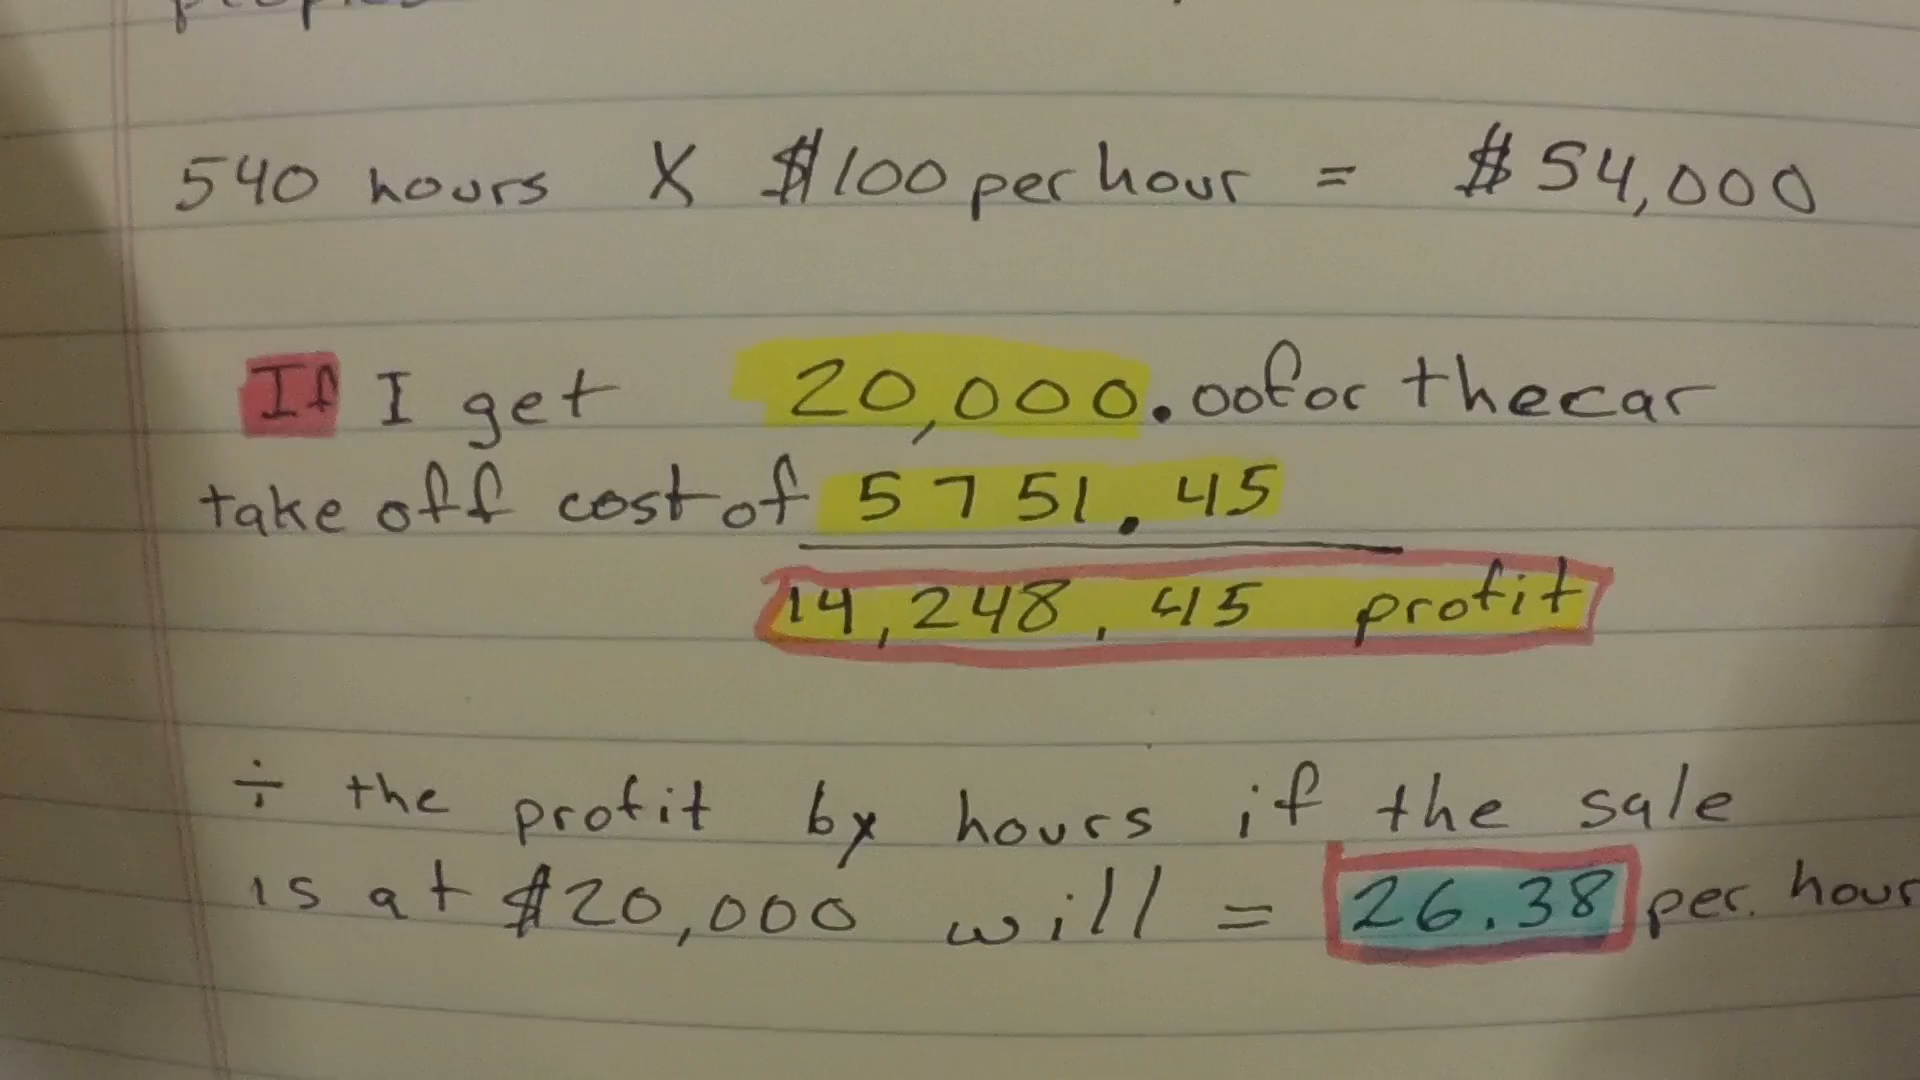 540 hours X $100 per hour = $54,000
If I get 20,000.00 for the car
take off cost of 5751.45
14,248,45 profit
÷ the profit by hours if the sale
is at $20,000 will = 26.38 per. hour